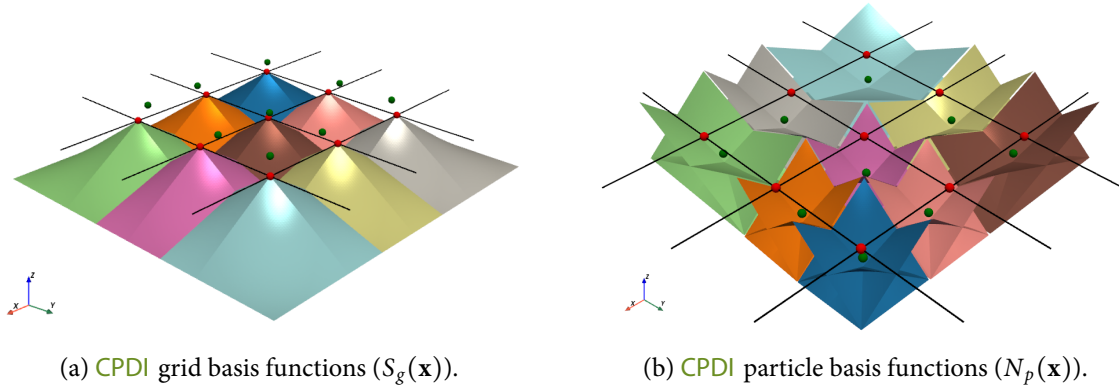 Z
X
Y
Z
X
Y
(a) CPDI grid basis functions (S_g(x)).
(b) CPDI particle basis functions (N_p(x)).